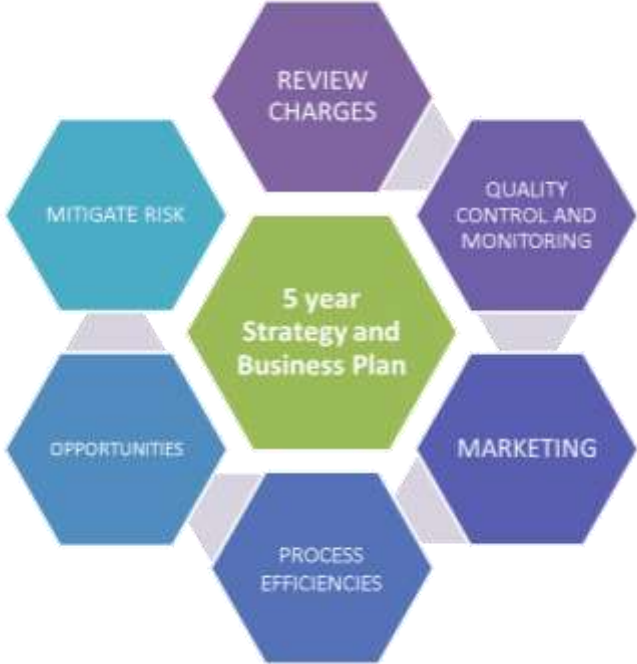 REVIEW
CHARGES
QUALITY
CONTROL AND
MONITORING
MARKETING
PROCESS
EFFICIENCIES
OPPORTUNITIES
MITIGATE RISK
5 year
Strategy and
Business Plan